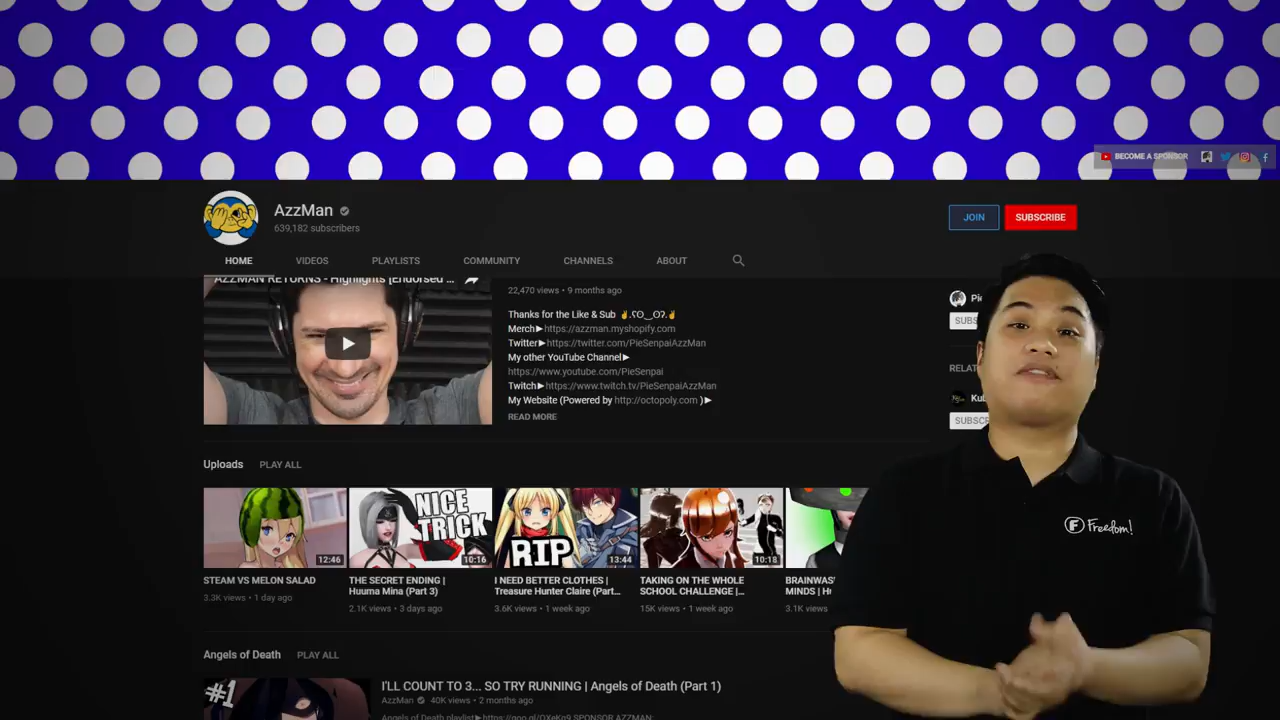 BECOME A SPONSOR
AzzMan
639,182 subscribers
JOIN
SUBSCRIBE
HOME
VIDEOS
PLAYLISTS
COMMUNITY
CHANNELS
ABOUT
AZZMAN RETURNS - Highlights [Endorsed ...
22,470 views • 9 months ago
Thanks for the Like & Sub
Merch▶https://azzman.myshopify.com
Twitter▶https://twitter.com/PieSenpaiAzzMan
My other YouTube Channel▶
https://www.youtube.com/PieSenpai
Twitch▶https://www.twitch.tv/PieSenpaiAzzMan
My Website (Powered by http://octopoly.com )▶
READ MORE
Freedom!
Uploads PLAY ALL
NICE
TRICK
RIP
12:46
10:16
13:44
10:18
STEAM VS MELON SALAD
3.3K views • 1 day ago
THE SECRET ENDING |
Huuma Mina (Part 3)
2.1K views • 3 days ago
I NEED BETTER CLOTHES |
Treasure Hunter Claire (Part...
3.6K views • 1 week ago
TAKING ON THE WHOLE
SCHOOL CHALLENGE |...
15K views • 1 week ago
MINDS |
3.1K views
Angels of Death PLAY ALL
#1
I'LL COUNT TO 3... SO TRY RUNNING | Angels of Death (Part 1)
AzzMan 40K views • 2 months ago